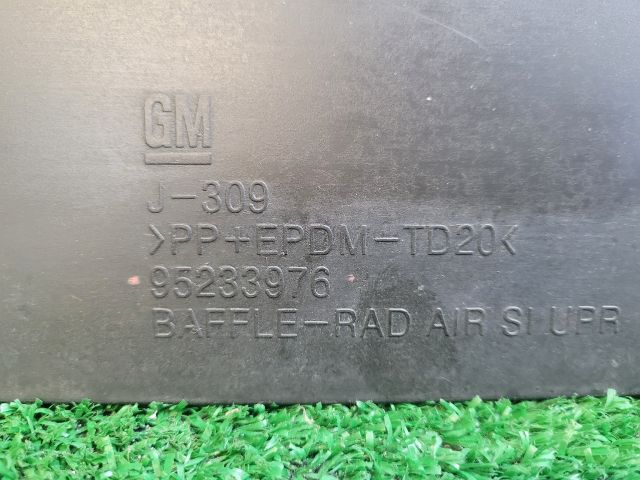 GM
J-309
>PP+EPDM-TD20<
95233976
BAFFLE-RAD AIR SI UPR